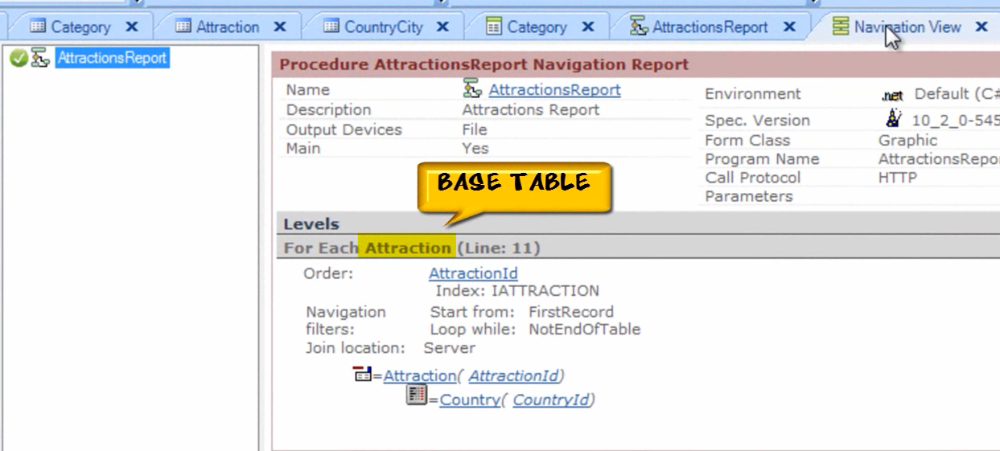 Category Attraction CountryCity Category AttractionsReport Navigation View
AttractionsReport
Procedure AttractionsReport Navigation Report
Name AttractionsReport
Description Attractions Report
Output Devices File
Main Yes
Environment .net Default (C#
Spec. Version 10_2_0-545
Form Class Graphic
Program Name AttractionsRepor
Call Protocol HTTP
Parameters
BASE TABLE
Levels
For Each Attraction (Line: 11)
Order: AttractionId
Index: IATTRACTION
Navigation Start from: FirstRecord
filters: Loop while: NotEndOfTable
Join location: Server
=Attraction( AttractionId)
=Country( CountryId)